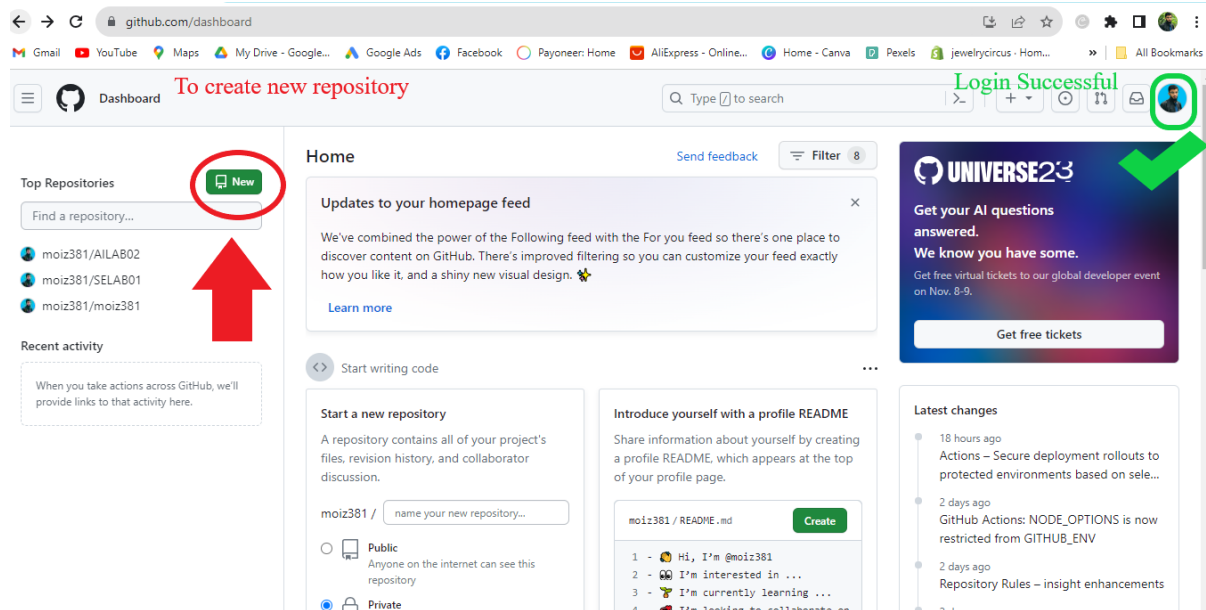 github.com/dashboard
Gmail YouTube Maps My Drive - Google... Google Ads Facebook Payoneer: Home AliExpress - Online... Home - Canva Pexels jewelrycircus · Hom... » All Bookmarks
To create new repository
Login Successful
Dashboard
Type / to search
Top Repositories
New
Find a repository...
moiz381/AILAB02
moiz381/SELAB01
moiz381/moiz381
Recent activity
When you take actions across GitHub, we'll
provide links to that activity here.
Home
Send feedback
Filter 8
Updates to your homepage feed
We've combined the power of the Following feed with the For you feed so there's one place to
discover content on GitHub. There's improved filtering so you can customize your feed exactly
how you like it, and a shiny new visual design.
Learn more
Start writing code
Start a new repository
A repository contains all of your project's
files, revision history, and collaborator
discussion.
moiz381 / name your new repository...
Public
Anyone on the internet can see this
repository
Private
Introduce yourself with a profile README
Share information about yourself by creating
a profile README, which appears at the top
of your profile page.
moiz381 / README.md Create
1 - 👋 Hi, I'm @moiz381
2 - 👀 I'm interested in ...
3 - 🌱 I'm currently learning ...
4 - 💞️ I'm looking to collaborate on
UNIVERSE23
Get your AI questions
answered.
We know you have some.
Get free virtual tickets to our global developer event
on Nov. 8-9.
Get free tickets
Latest changes
18 hours ago
Actions – Secure deployment rollouts to
protected environments based on sele...
2 days ago
GitHub Actions: NODE_OPTIONS is now
restricted from GITHUB_ENV
2 days ago
Repository Rules – insight enhancements